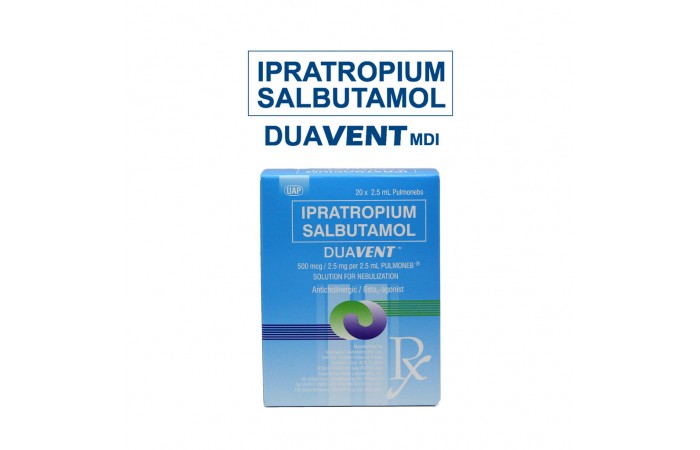 IPRATROPIUM
SALBUTAMOL
DUAVENT MDI
UAP
20 x 2.5 mL Pulmonebs
IPRATROPIUM
SALBUTAMOL
DUAVENT™
500 mcg / 2.5 mg per 2.5 mL PULMONEB®
SOLUTION FOR NEBULIZATION
Anticholinergic / Beta₂-agonist
Rx